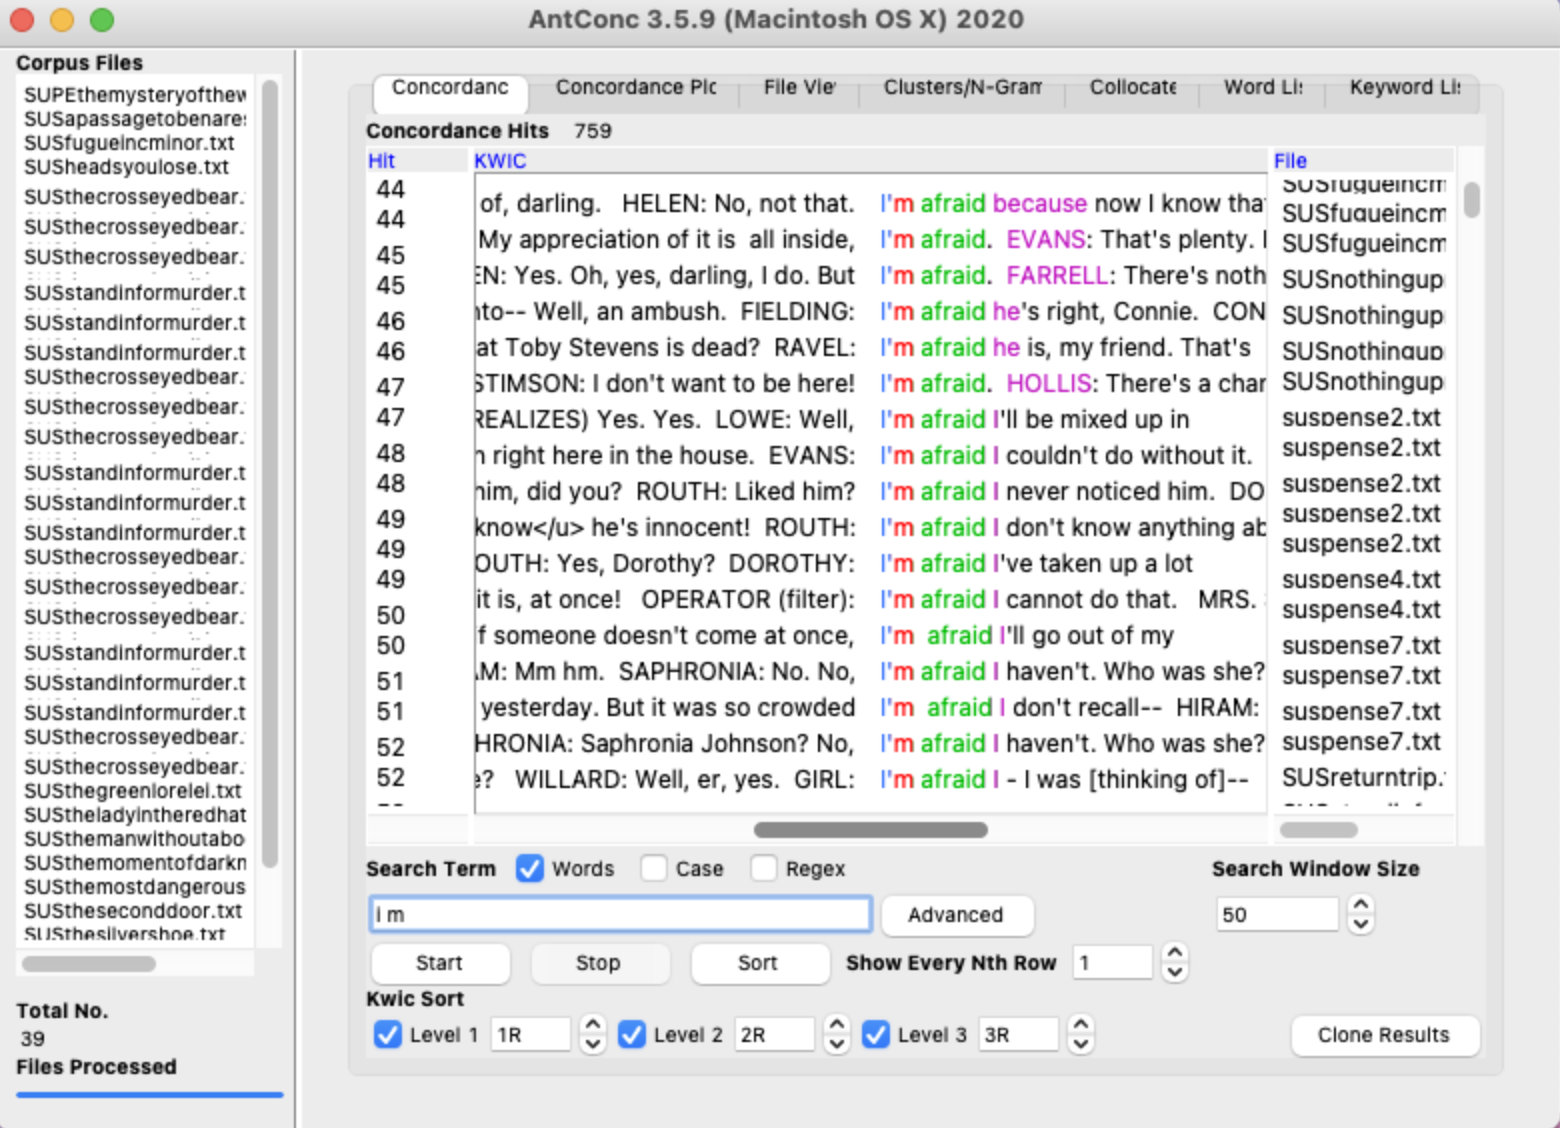 AntConc 3.5.9 (Macintosh OS X) 2020
Corpus Files
SUPEthemysteryofthew
SUSapassagetobenares
SUSfugueincminor.txt
SUSheadsyoulose.txt
SUSthecrosseyedbear.
SUSthecrosseyedbear.
SUSthecrosseyedbear.
SUSstandinformurder.t
SUSstandinformurder.t
SUSstandinformurder.t
SUSthecrosseyedbear.
SUSthecrosseyedbear.
SUSthecrosseyedbear.
SUSstandinformurder.t
SUSstandinformurder.t
SUSstandinformurder.t
SUSthecrosseyedbear.
SUSthecrosseyedbear.
SUSthecrosseyedbear.
SUSstandinformurder.t
SUSstandinformurder.t
SUSstandinformurder.t
SUSthecrosseyedbear.
SUSthecrosseyedbear.
SUSthegreenlorelei.txt
SUStheladyintheredhat
SUSthemanwithoutabo
SUSthemomentofdarkn
SUSthemostdangerous
SUStheseconddoor.txt
SUSthesilvershoe.txt
Total No.
39
Files Processed
Concordanc
Concordance Plo
File Vie
Clusters/N-Gram
Collocate
Word Lis
Keyword Lis
Concordance Hits 759
Hit
KWIC
File
44
44
45
45
46
46
47
47
48
48
49
49
49
50
50
51
51
52
52
of, darling. HELEN: No, not that. I'm afraid because now I know that
My appreciation of it is all inside, I'm afraid. EVANS: That's plenty. I
EN: Yes. Oh, yes, darling, I do. But I'm afraid. FARRELL: There's noth
nto-- Well, an ambush. FIELDING: I'm afraid he's right, Connie. CON
at Toby Stevens is dead? RAVEL: I'm afraid he is, my friend. That's
STIMSON: I don't want to be here! I'm afraid. HOLLIS: There's a char
REALIZES) Yes. Yes. LOWE: Well, I'm afraid I'll be mixed up in
n right here in the house. EVANS: I'm afraid I couldn't do without it.
him, did you? ROUTH: Liked him? I'm afraid I never noticed him. DO
know</u> he's innocent! ROUTH: I'm afraid I don't know anything ab
OUTH: Yes, Dorothy? DOROTHY: I'm afraid I've taken up a lot
it is, at once! OPERATOR (filter): I'm afraid I cannot do that. MRS.
f someone doesn't come at once, I'm afraid I'll go out of my
AM: Mm hm. SAPHRONIA: No. No, I'm afraid I haven't. Who was she?
yesterday. But it was so crowded I'm afraid I don't recall-- HIRAM:
HRONIA: Saphronia Johnson? No, I'm afraid I haven't. Who was she?
e? WILLARD: Well, er, yes. GIRL: I'm afraid I - I was [thinking of]--
SUSfugueincm
SUSfugueincm
SUSfugueincm
SUSnothingup
SUSnothingup
SUSnothingup
SUSnothingup
suspense2.txt
suspense2.txt
suspense2.txt
suspense2.txt
suspense2.txt
suspense4.txt
suspense4.txt
suspense7.txt
suspense7.txt
suspense7.txt
suspense7.txt
SUSreturntrip.
Search Term Words Case Regex
Search Window Size
i m
Advanced
50
Start
Stop
Sort
Show Every Nth Row 1
Kwic Sort
Level 1 1R
Level 2 2R
Level 3 3R
Clone Results